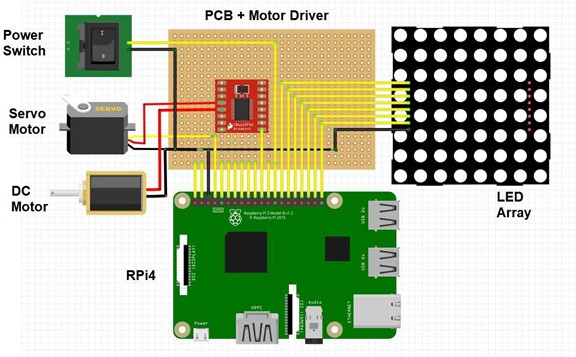 PCB + Motor Driver
Power
Switch
SERVO
Servo
Motor
DC
Motor
LED
Array
RPi4
Raspberry Pi 3 Model B v1.2
© Raspberry Pi 2015
USB 2x
USB 2x
ETHERNET
HDMI
Audio
Power